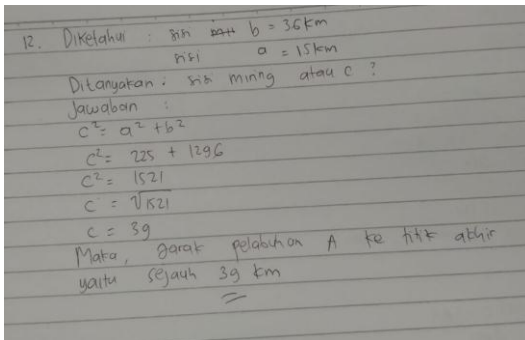 12. Diketahui : sisi b = 36 km
sisi a = 15 km
Ditanyakan : sisi miring atau c ?
Jawaban :
c² = a² + b²
c² = 225 + 1296
c² = 1521
c = √1521
c = 39
Maka, jarak pelabuhan A ke titik akhir
yaitu sejauh 39 km